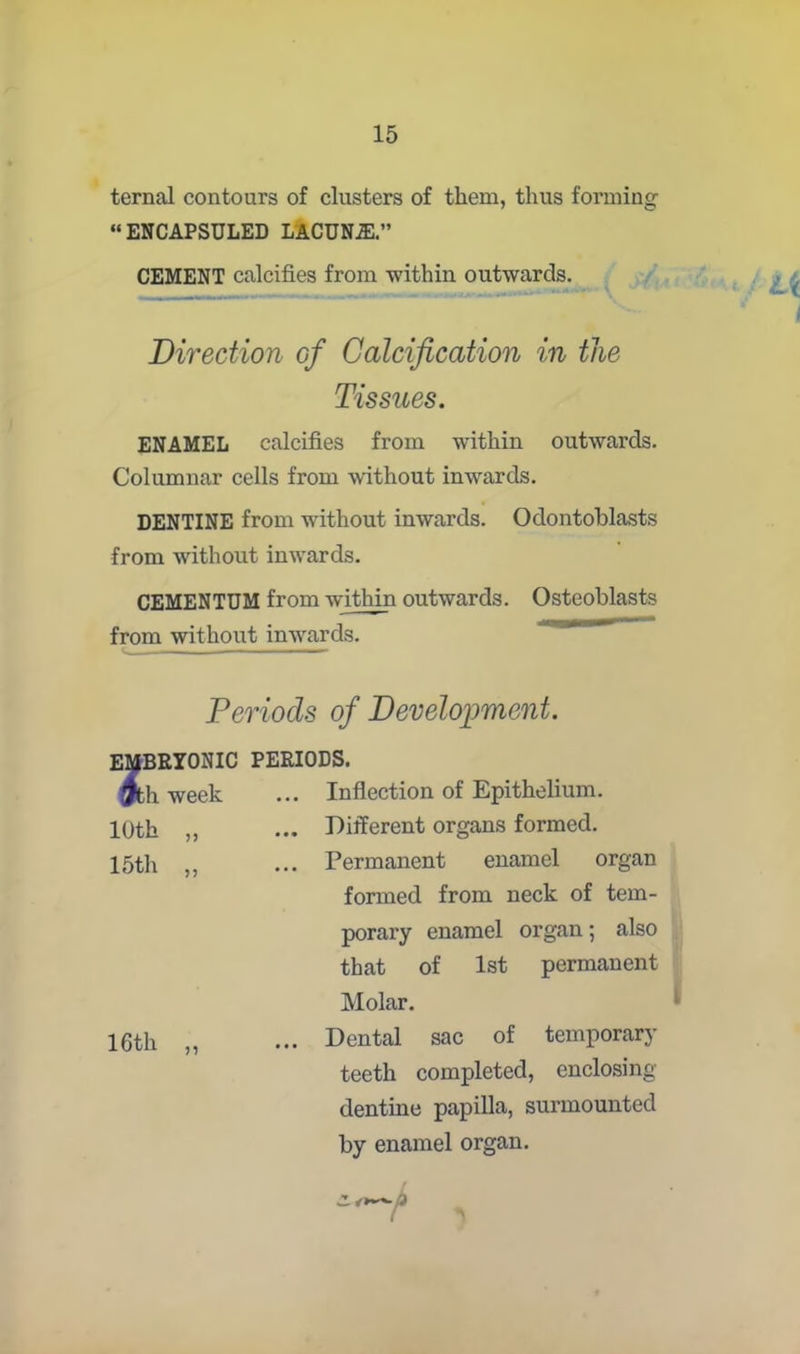 15
ternal contours of clusters of them, thus forming
“ENCAPSULED LACUNÆ.”
CEMENT calcifies from within outwards.
Direction of Calcification in the
Tissues.
ENAMEL calcifies from within outwards.
Columnar cells from without inwards.
DENTINE from without inwards. Odontoblasts
from without inwards.
CEMENTUM from within outwards. Osteoblasts
from without inwards.
Periods of Development.
EMBRYONIC PERIODS.
th week ... Inflection of Epithelium.
10th ,, ... Different organs formed.
15th ,, ... Permanent enamel organ
formed from neck of tem-
porary enamel organ; also
that of 1st permanent
Molar.
16th ,, ... Dental sac of temporary
teeth completed, enclosing
dentine papilla, surmounted
by enamel organ.